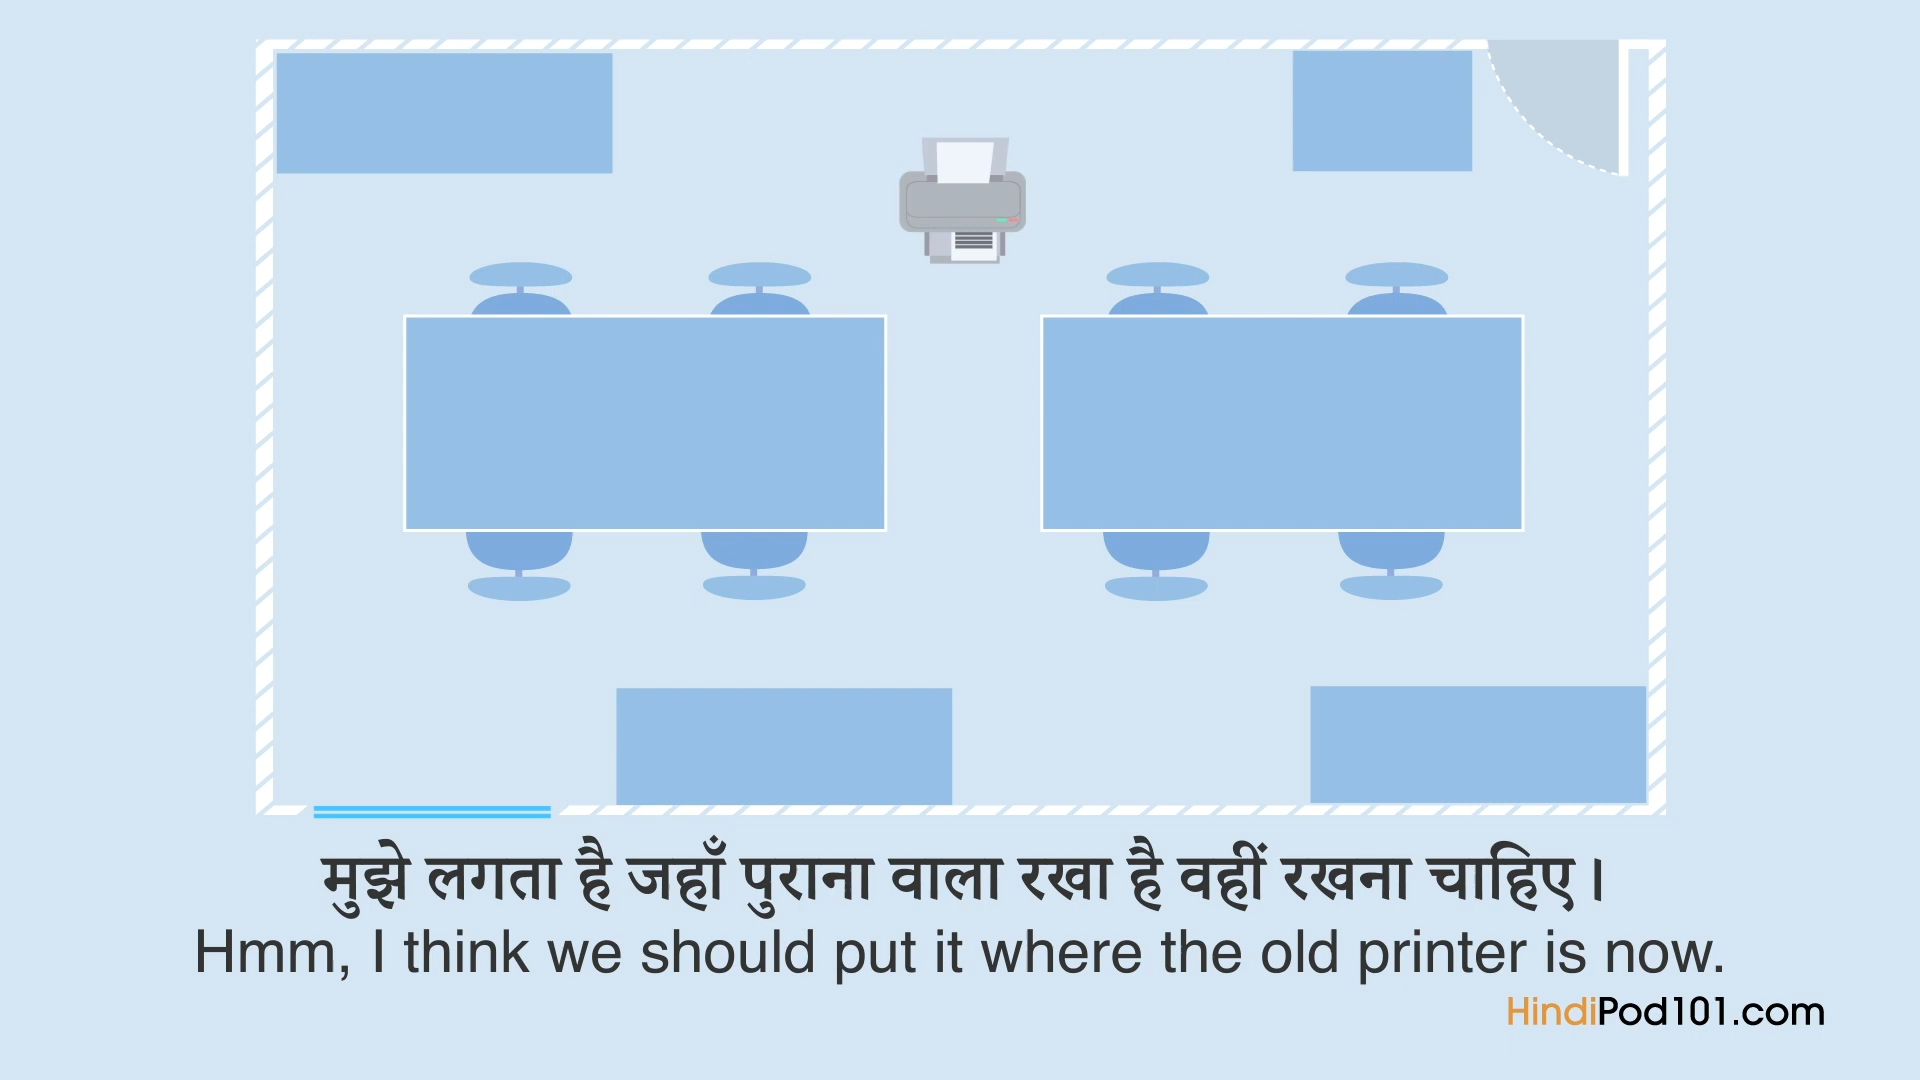 मुझे लगता है जहाँ पुराना वाला रखा है वहीं रखना चाहिए।
Hmm, I think we should put it where the old printer is now.
HindiPod101.com